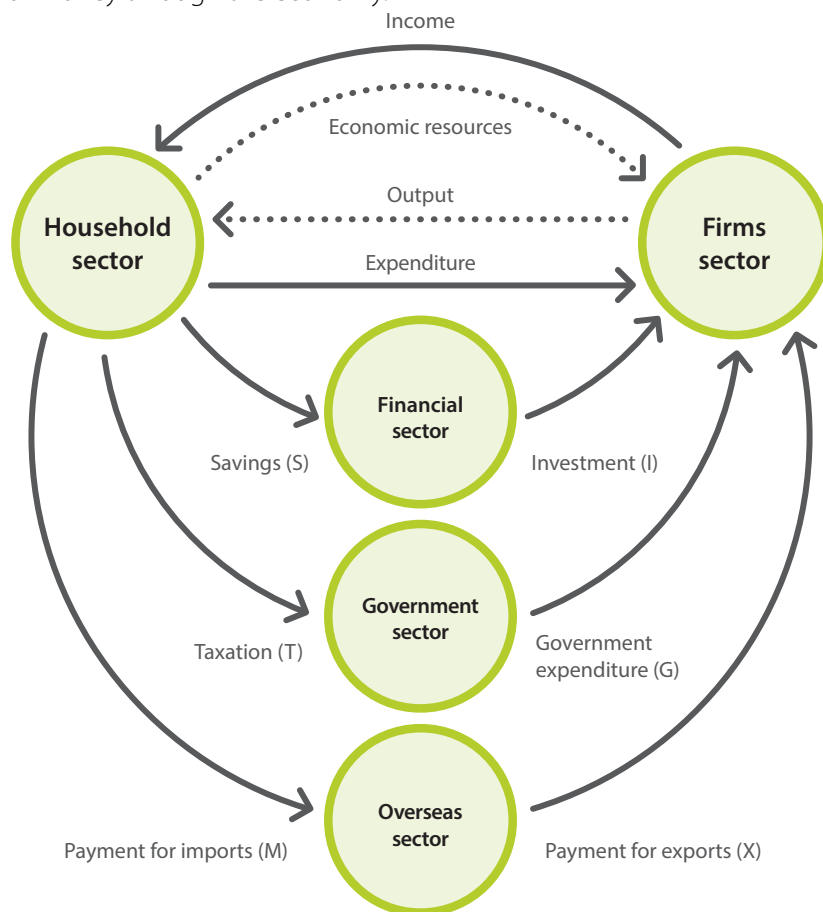 Income
Economic resources
Output
Household
sector
Firms
sector
Expenditure
Financial
sector
Savings (S)
Investment (I)
Government
sector
Taxation (T)
Government
expenditure (G)
Overseas
sector
Payment for imports (M)
Payment for exports (X)